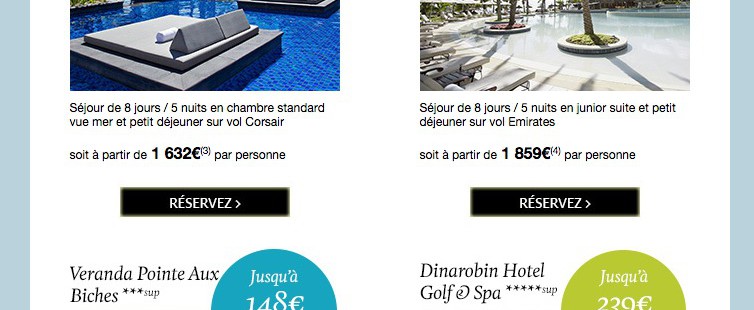 Séjour de 8 jours / 5 nuits en chambre standard
vue mer et petit déjeuner sur vol Corsair
soit à partir de 1 632€(3) par personne
RÉSERVEZ >
Séjour de 8 jours / 5 nuits en junior suite et petit
déjeuner sur vol Emirates
soit à partir de 1 859€(4) par personne
RÉSERVEZ >
Veranda Pointe Aux
Biches ***sup
Jusqu'à
148€
Dinarobin Hotel
Golf & Spa *****sup
Jusqu'à
239€